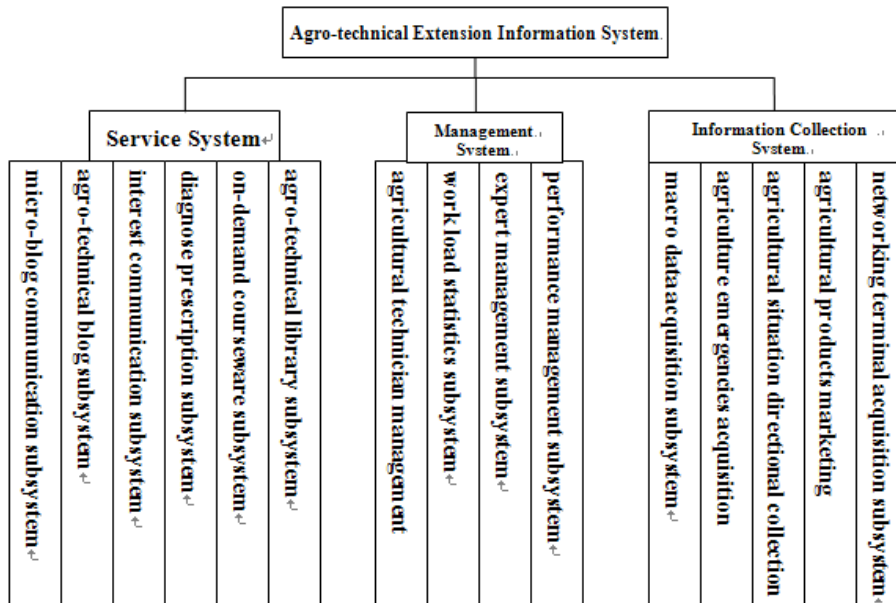 Agro-technical Extension Information System
Service System
Management
System
Information Collection
System
micro-blog communication subsystem
agro-technical blog subsystem
interest communication subsystem
diagnose prescription subsystem
on-demand courseware subsystem
agro-technical library subsystem
agricultural technician management
work load statistics subsystem
expert management subsystem
performance management subsystem
macro data acquisition subsystem
agriculture emergencies acquisition
agricultural situation directional collection
agricultural products marketing
networking terminal acquisition subsystem